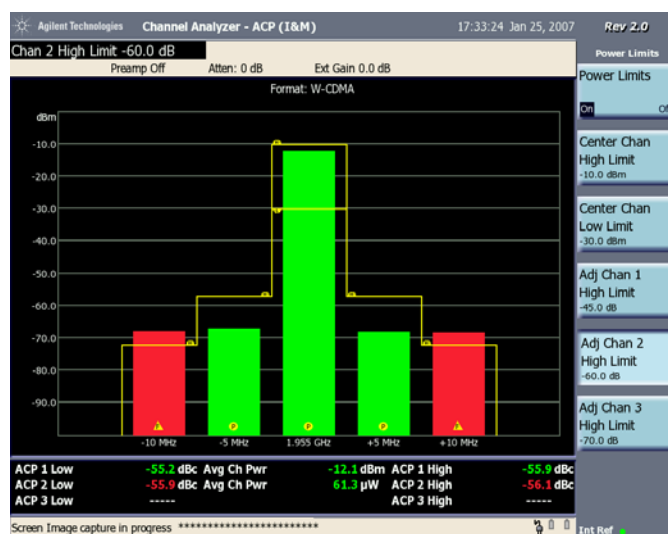 Agilent Technologies Channel Analyzer - ACP (I&M) 17:33:24 Jan 25, 2007 Rev 2.0
Chan 2 High Limit -60.0 dB
Preamp Off Atten: 0 dB Ext Gain 0.0 dB
Format: W-CDMA
dBm
-10.0
-20.0
-30.0
-40.0
-50.0
-60.0
-70.0
-80.0
-90.0
F P P P F
-10 MHz -5 MHz 1.955 GHz +5 MHz +10 MHz
ACP 1 Low -55.2 dBc Avg Ch Pwr -12.1 dBm ACP 1 High -55.9 dBc
ACP 2 Low -55.9 dBc Avg Ch Pwr 61.3 µW ACP 2 High -56.1 dBc
ACP 3 Low ----- ACP 3 High -----
Screen Image capture in progress ************************
Power Limits
Power Limits
On Of
Center Chan
High Limit
-10.0 dBm
Center Chan
Low Limit
-30.0 dBm
Adj Chan 1
High Limit
-45.0 dB
Adj Chan 2
High Limit
-60.0 dB
Adj Chan 3
High Limit
-70.0 dB
Int Ref